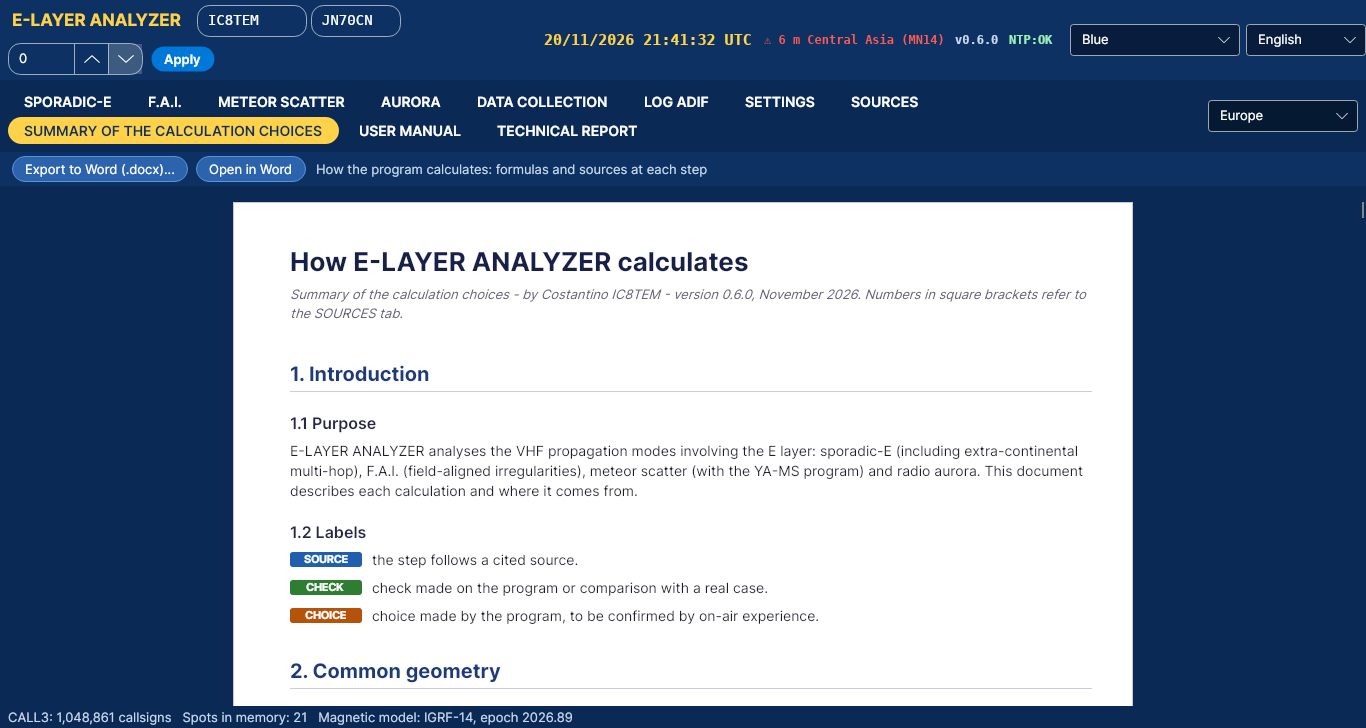 E-LAYER ANALYZER
IC8TEM
JN70CN
0
Apply
20/11/2026 21:41:32 UTC
⚠ 6 m Central Asia (MN14)
v0.6.0
NTP:OK
Blue
English
SPORADIC-E
F.A.I.
METEOR SCATTER
AURORA
DATA COLLECTION
LOG ADIF
SETTINGS
SOURCES
SUMMARY OF THE CALCULATION CHOICES
USER MANUAL
TECHNICAL REPORT
Europe
Export to Word (.docx)...
Open in Word
How the program calculates: formulas and sources at each step
How E-LAYER ANALYZER calculates
Summary of the calculation choices - by Costantino IC8TEM - version 0.6.0, November 2026. Numbers in square brackets refer to
the SOURCES tab.
1. Introduction
1.1 Purpose
E-LAYER ANALYZER analyses the VHF propagation modes involving the E layer: sporadic-E (including extra-continental
multi-hop), F.A.I. (field-aligned irregularities), meteor scatter (with the YA-MS program) and radio aurora. This document
describes each calculation and where it comes from.
1.2 Labels
SOURCE the step follows a cited source.
CHECK check made on the program or comparison with a real case.
CHOICE choice made by the program, to be confirmed by on-air experience.
2. Common geometry
CALL3: 1,048,861 callsigns Spots in memory: 21 Magnetic model: IGRF-14, epoch 2026.89